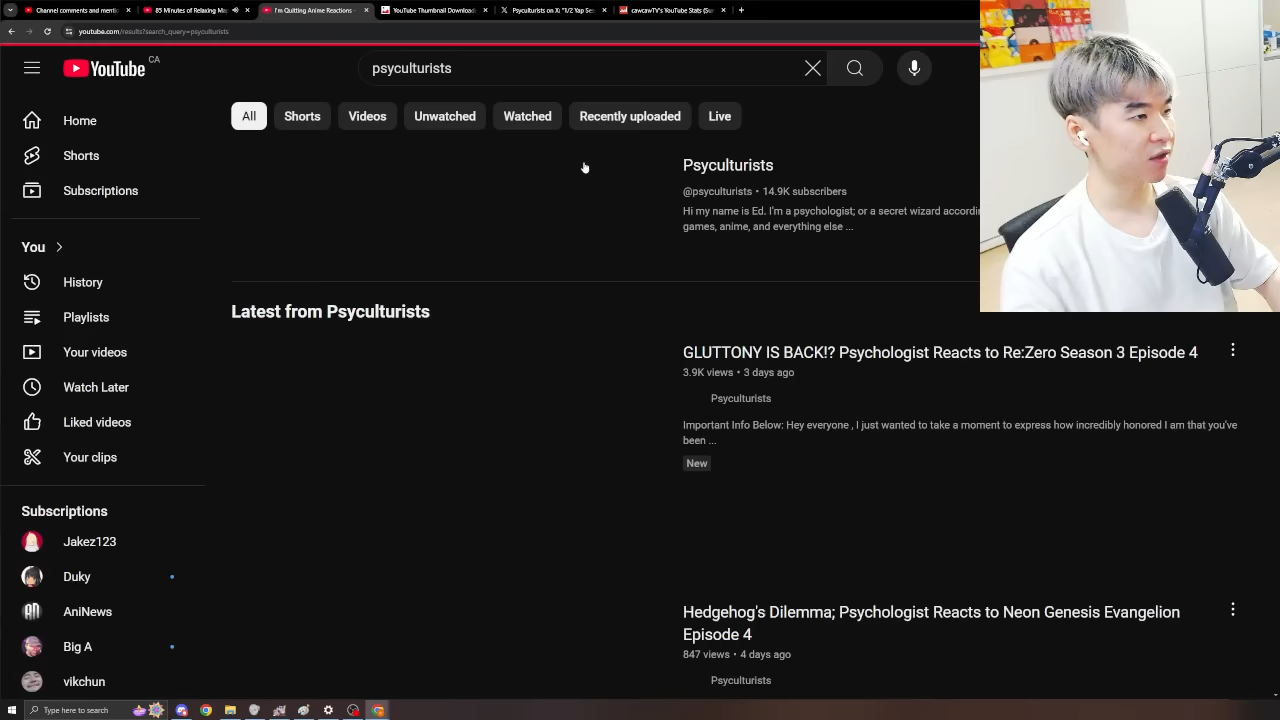 Channel comments and menti
85 Minutes of Relaxing Ma
I'm Quitting Anime Reactions -
YouTube Thumbnail Download
Psyculturists on X: "1/2 Yap Se
cawcawTV's YouTube Stats (Su
youtube.com/results?search_query=psyculturists
YouTube CA
psyculturists
All
Shorts
Videos
Unwatched
Watched
Recently uploaded
Live
Home
Shorts
Subscriptions
You
History
Playlists
Your videos
Watch Later
Liked videos
Your clips
Subscriptions
Jakez123
Duky
AniNews
Big A
vikchun
Psyculturists
@psyculturists • 14.9K subscribers
Hi my name is Ed. I'm a psychologist; or a secret wizard accordin
games, anime, and everything else ...
Latest from Psyculturists
GLUTTONY IS BACK!? Psychologist Reacts to Re:Zero Season 3 Episode 4
3.9K views • 3 days ago
Psyculturists
Important Info Below: Hey everyone , I just wanted to take a moment to express how incredibly honored I am that you've
been ...
New
Hedgehog's Dilemma; Psychologist Reacts to Neon Genesis Evangelion
Episode 4
847 views • 4 days ago
Psyculturists
Type here to search